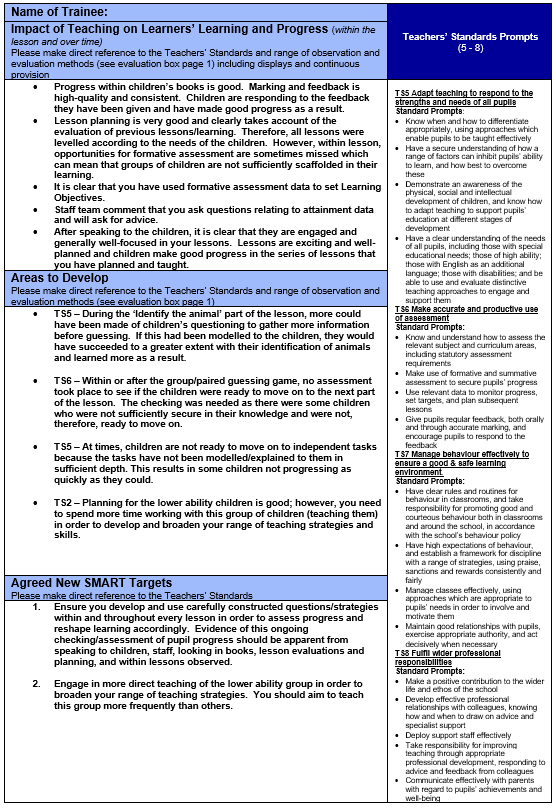 Name of Trainee:
Impact of Teaching on Learners' Learning and Progress (within the
lesson and over time)
Please make direct reference to the Teachers' Standards and range of observation and
evaluation methods (see evaluation box page 1) including displays and continuous
provision
• Progress within children's books is good. Marking and feedback is
high-quality and consistent. Children are responding to the feedback
they have been given and have made good progress as a result.
• Lesson planning is very good and clearly takes account of the
evaluation of previous lessons/learning. Therefore, all lessons were
levelled according to the needs of the children. However, within lesson,
opportunities for formative assessment are sometimes missed which
can mean that groups of children are not sufficiently scaffolded in their
learning.
• It is clear that you have used formative assessment data to set Learning
Objectives.
• Staff team comment that you ask questions relating to attainment data
and will ask for advice.
• After speaking to the children, it is clear that they are engaged and
generally well-focused in your lessons. Lessons are exciting and well-
planned and children make good progress in the series of lessons that
you have planned and taught.
Areas to Develop
Please make direct reference to the Teachers' Standards and range of observation and
evaluation methods (see evaluation box page 1)
• TS5 – During the 'Identify the animal' part of the lesson, more could
have been made of children's questioning to gather more information
before guessing. If this had been modelled to the children, they would
have succeeded to a greater extent with their identification of animals
and learned more as a result.
• TS6 – Within or after the group/paired guessing game, no assessment
took place to see if the children were ready to move on to the next part
of the lesson. The checking was needed as there were some children
who were not sufficiently secure in their knowledge and were not,
therefore, ready to move on.
• TS5 – At times, children are not ready to move on to independent tasks
because the tasks have not been modelled/explained to them in
sufficient depth. This results in some children not progressing as
quickly as they could.
• TS2 – Planning for the lower ability children is good; however, you need
to spend more time working with this group of children (teaching them)
in order to develop and broaden your range of teaching strategies and
skills.
Agreed New SMART Targets
Please make direct reference to the Teachers' Standards
1. Ensure you develop and use carefully constructed questions/strategies
within and throughout every lesson in order to assess progress and
reshape learning accordingly. Evidence of this ongoing
checking/assessment of pupil progress should be apparent from
speaking to children, staff, looking in books, lesson evaluations and
planning, and within lessons observed.
2. Engage in more direct teaching of the lower ability group in order to
broaden your range of teaching strategies. You should aim to teach
this group more frequently than others.
Teachers' Standards Prompts
(5 - 8)
TS5 Adapt teaching to respond to the
strengths and needs of all pupils
Standard Prompts:
• Know when and how to differentiate
appropriately, using approaches which
enable pupils to be taught effectively
• Have a secure understanding of how a
range of factors can inhibit pupils' ability
to learn, and how best to overcome
these
• Demonstrate an awareness of the
physical, social and intellectual
development of children, and know how
to adapt teaching to support pupils'
education at different stages of
development
• Have a clear understanding of the needs
of all pupils, including those with special
educational needs; those of high ability;
those with English as an additional
language; those with disabilities; and be
able to use and evaluate distinctive
teaching approaches to engage and
support them
TS6 Make accurate and productive use
of assessment
Standard Prompts:
• Know and understand how to assess the
relevant subject and curriculum areas,
including statutory assessment
requirements
• Make use of formative and summative
assessment to secure pupils' progress
• Use relevant data to monitor progress,
set targets, and plan subsequent
lessons
• Give pupils regular feedback, both orally
and through accurate marking, and
encourage pupils to respond to the
feedback
TS7 Manage behaviour effectively to
ensure a good & safe learning
environment.
Standard Prompts:
• Have clear rules and routines for
behaviour in classrooms, and take
responsibility for promoting good and
courteous behaviour both in classrooms
and around the school, in accordance
with the school's behaviour policy
• Have high expectations of behaviour,
and establish a framework for discipline
with a range of strategies, using praise,
sanctions and rewards consistently and
fairly
• Manage classes effectively, using
approaches which are appropriate to
pupils' needs in order to involve and
motivate them
• Maintain good relationships with pupils,
exercise appropriate authority, and act
decisively when necessary
TS8 Fulfil wider professional
responsibilities
Standard Prompts:
• Make a positive contribution to the wider
life and ethos of the school
• Develop effective professional
relationships with colleagues, knowing
how and when to draw on advice and
specialist support
• Deploy support staff effectively
• Take responsibility for improving
teaching through appropriate
professional development, responding to
advice and feedback from colleagues
• Communicate effectively with parents
with regard to pupils' achievements and
well-being